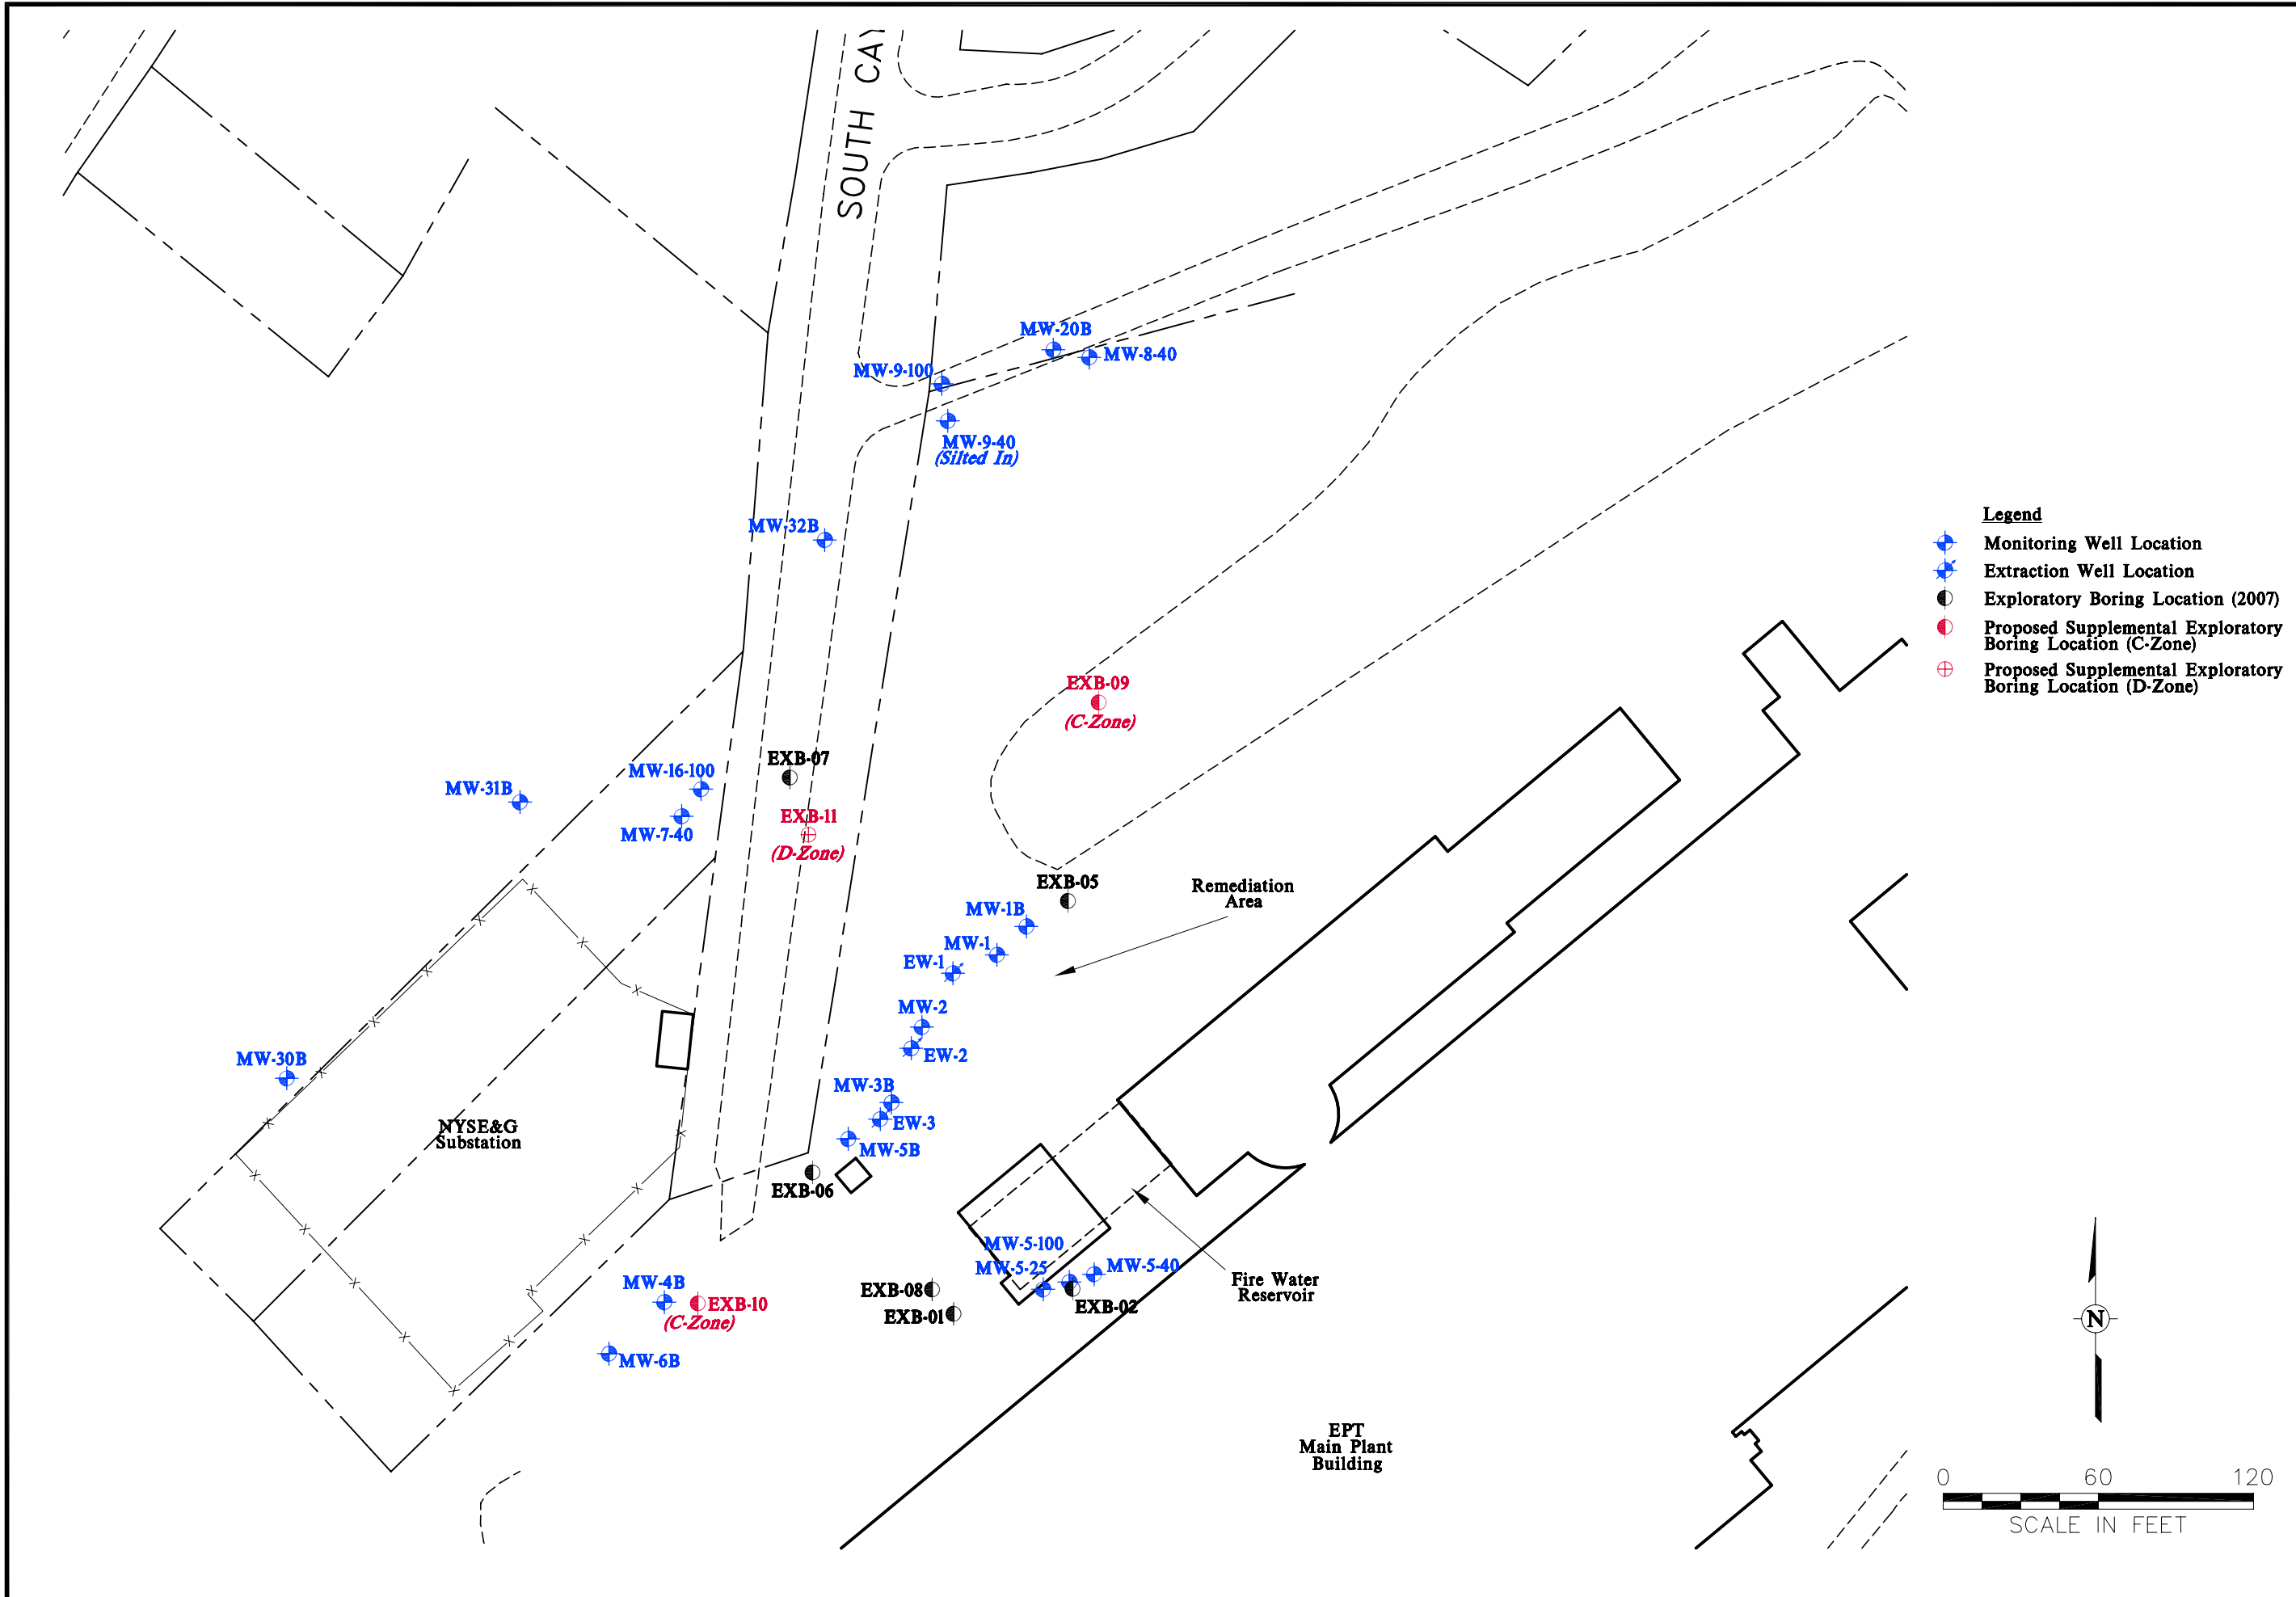 SOUTH CAY
MW-20B
MW-8-40
MW-9-100
MW-9-40
(Silted In)
MW-32B
Legend
Monitoring Well Location
Extraction Well Location
Exploratory Boring Location (2007)
Proposed Supplemental Exploratory
Boring Location (C-Zone)
Proposed Supplemental Exploratory
Boring Location (D-Zone)
EXB-09
(C-Zone)
EXB-07
MW-16-100
MW-31B
MW-7-40
EXB-11
(D-Zone)
EXB-05
Remediation
Area
MW-1B
MW-1
EW-1
MW-2
EW-2
MW-30B
MW-3B
EW-3
NYSE&G
Substation
MW-5B
EXB-06
MW-5-100
MW-5-25
MW-5-40
Fire Water
Reservoir
MW-4B
EXB-10
(C-Zone)
EXB-08
EXB-01
EXB-02
MW-6B
N
EPT
Main Plant
Building
0 60 120
SCALE IN FEET